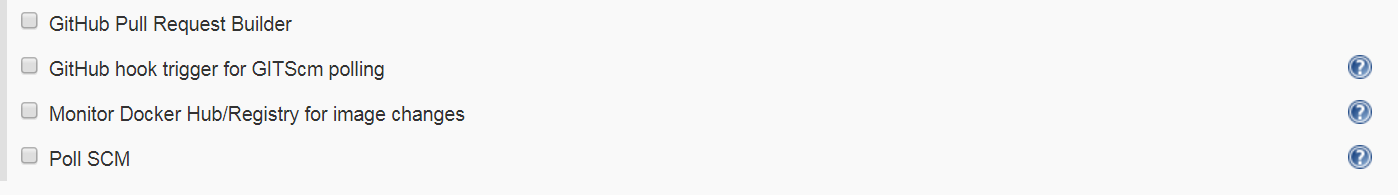 GitHub Pull Request Builder
GitHub hook trigger for GITScm polling
?
Monitor Docker Hub/Registry for image changes
?
Poll SCM
?